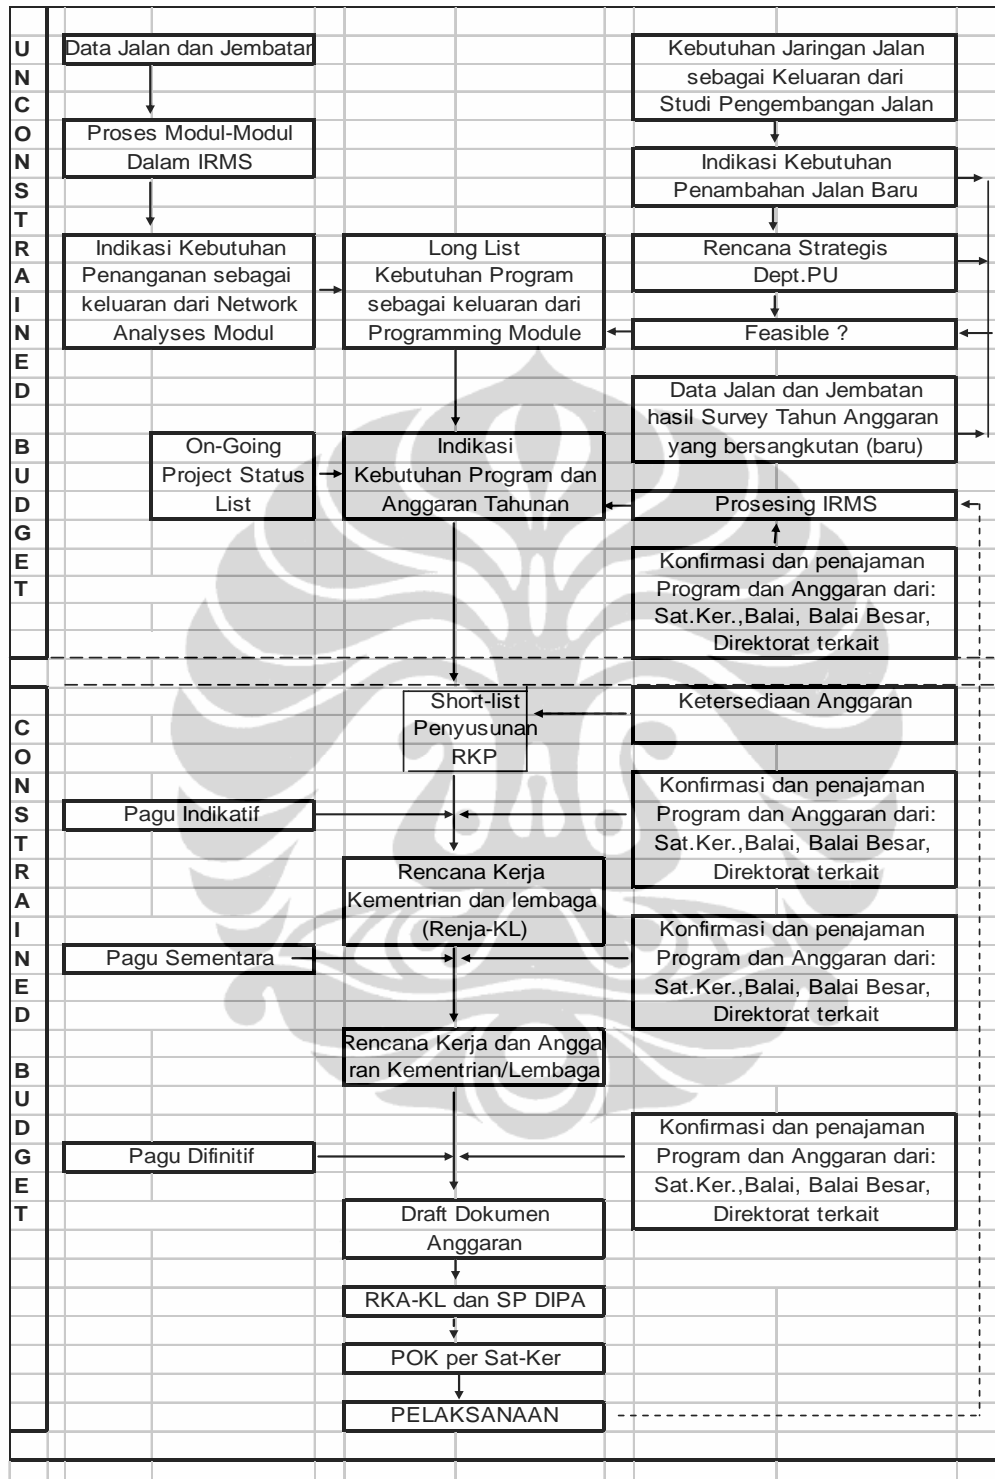 UNCONSTRAINED BUDGET
Data Jalan dan Jembatan
Proses Modul-Modul
Dalam IRMS
Indikasi Kebutuhan
Penanganan sebagai
keluaran dari Network
Analyses Modul
Long List
Kebutuhan Program
sebagai keluaran dari
Programming Module
Kebutuhan Jaringan Jalan
sebagai Keluaran dari
Studi Pengembangan Jalan
Indikasi Kebutuhan
Penambahan Jalan Baru
Rencana Strategis
Dept.PU
Feasible ?
Data Jalan dan Jembatan
hasil Survey Tahun Anggaran
yang bersangkutan (baru)
On-Going
Project Status
List
Indikasi
Kebutuhan Program dan
Anggaran Tahunan
Prosesing IRMS
Konfirmasi dan penajaman
Program dan Anggaran dari:
Sat.Ker.,Balai, Balai Besar,
Direktorat terkait
CONSTRAINED BUDGET
Short-list
Penyusunan
RKP
Ketersediaan Anggaran
Pagu Indikatif
Konfirmasi dan penajaman
Program dan Anggaran dari:
Sat.Ker.,Balai, Balai Besar,
Direktorat terkait
Rencana Kerja
Kementrian dan lembaga
(Renja-KL)
Pagu Sementara
Konfirmasi dan penajaman
Program dan Anggaran dari:
Sat.Ker.,Balai, Balai Besar,
Direktorat terkait
Rencana Kerja dan Angga
ran Kementrian/Lembaga
Pagu Difinitif
Konfirmasi dan penajaman
Program dan Anggaran dari:
Sat.Ker.,Balai, Balai Besar,
Direktorat terkait
Draft Dokumen
Anggaran
RKA-KL dan SP DIPA
POK per Sat-Ker
PELAKSANAAN